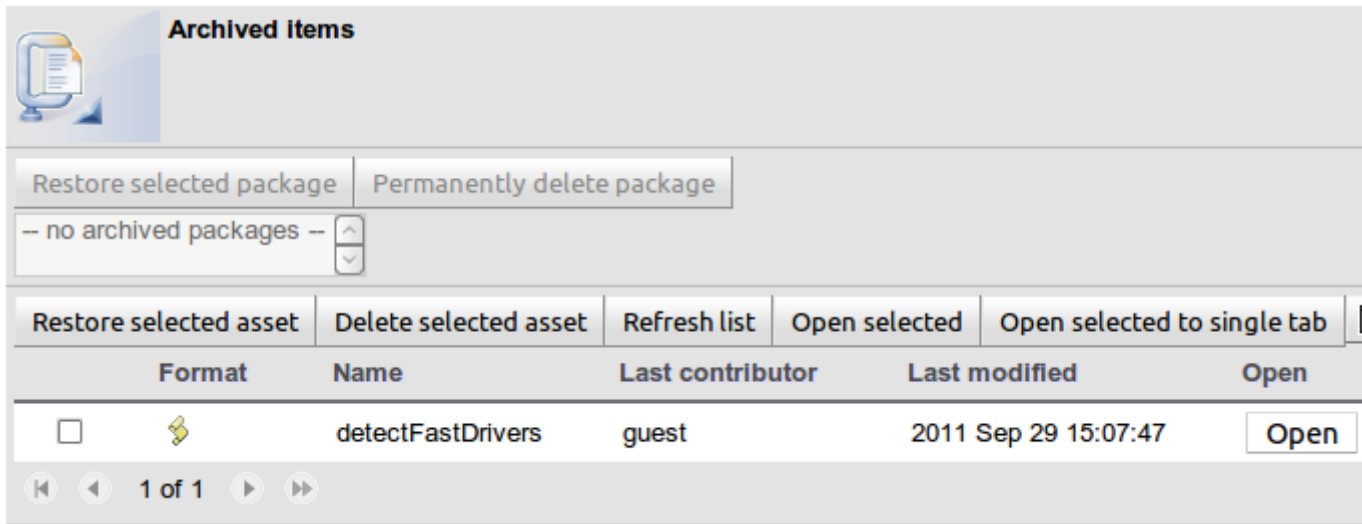 Archived items
Restore selected package Permanently delete package
-- no archived packages --
Restore selected asset Delete selected asset Refresh list Open selected Open selected to single tab
Format Name Last contributor Last modified Open
detectFastDrivers guest 2011 Sep 29 15:07:47 Open
1 of 1